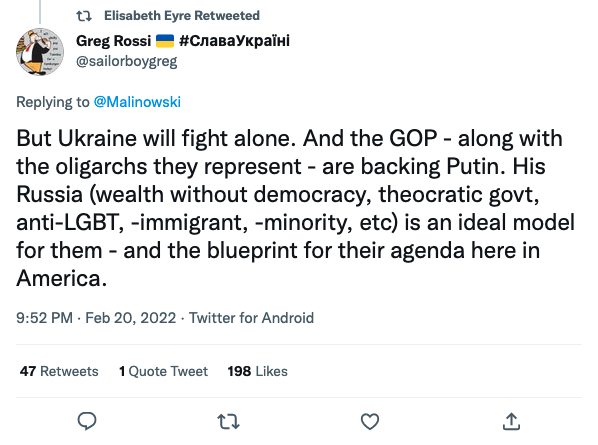 Elisabeth Eyre Retweeted
Greg Rossi 🇺🇦 #СлаваУкраїні
@sailorboygreg
Replying to @Malinowski
But Ukraine will fight alone. And the GOP - along with
the oligarchs they represent - are backing Putin. His
Russia (wealth without democracy, theocratic govt,
anti-LGBT, -immigrant, -minority, etc) is an ideal model
for them - and the blueprint for their agenda here in
America.
9:52 PM · Feb 20, 2022 · Twitter for Android
47 Retweets 1 Quote Tweet 198 Likes